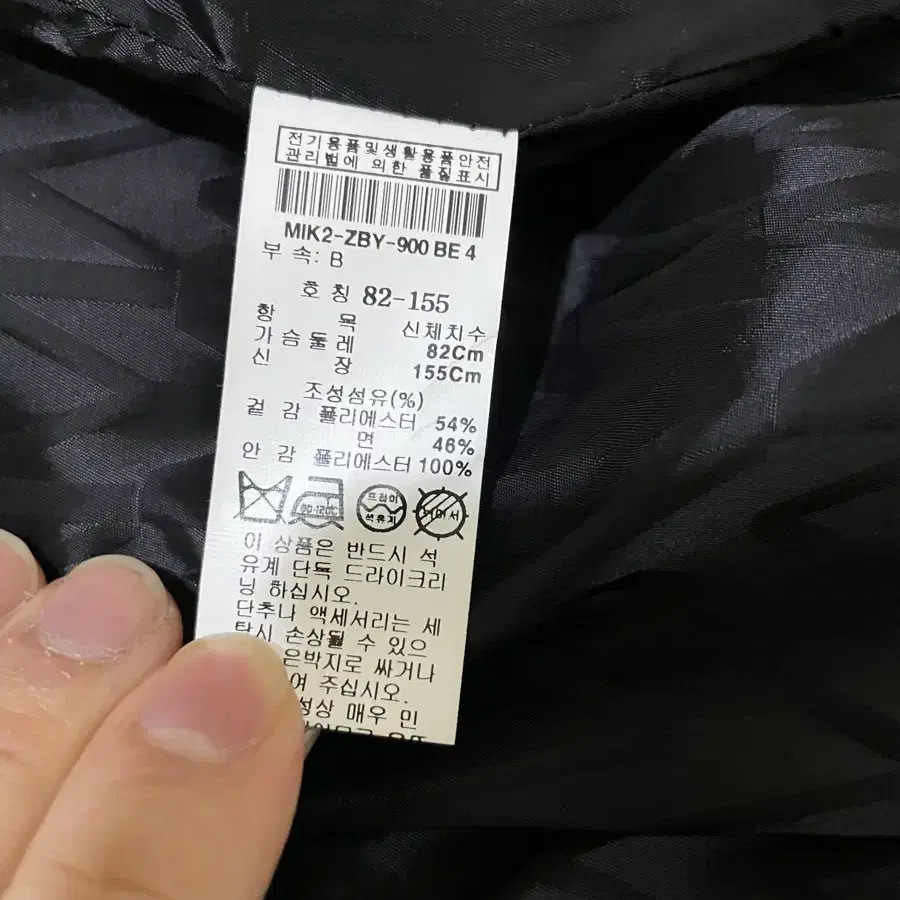 전기용품및생활용품안전
관리법에 의한 품질표시
MIK2-ZBY-900 BE 4
부 속: B
호 칭 82-155
항 목 신체치수
가슴둘레 82Cm
신 장 155Cm
조성섬유(%)
겉 감 폴리에스터 54%
면 46%
안 감 폴리에스터 100%
드라이
석유계
이 상품은 반드시 석
유계 단독 드라이크리
닝 하십시오.
단추나 액세서리는 세
탁시 손상될 수 있으
은박지로 싸거나
여 주십시오.
성상 매우 민